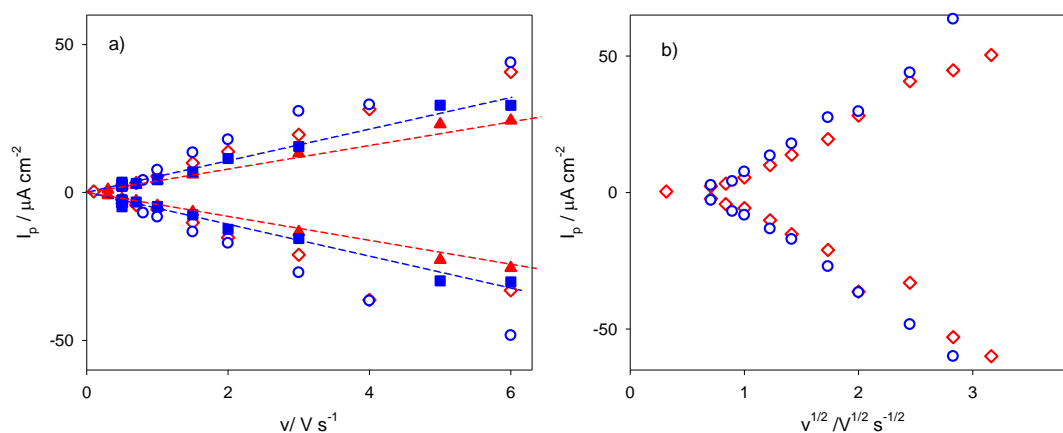 a)
50
0
-50
I_p / μA cm^-2
0
2
4
6
v/ V s^-1
b)
50
0
-50
I_p / μA cm^-2
0
1
2
3
v^1/2 /V^1/2 s^-1/2